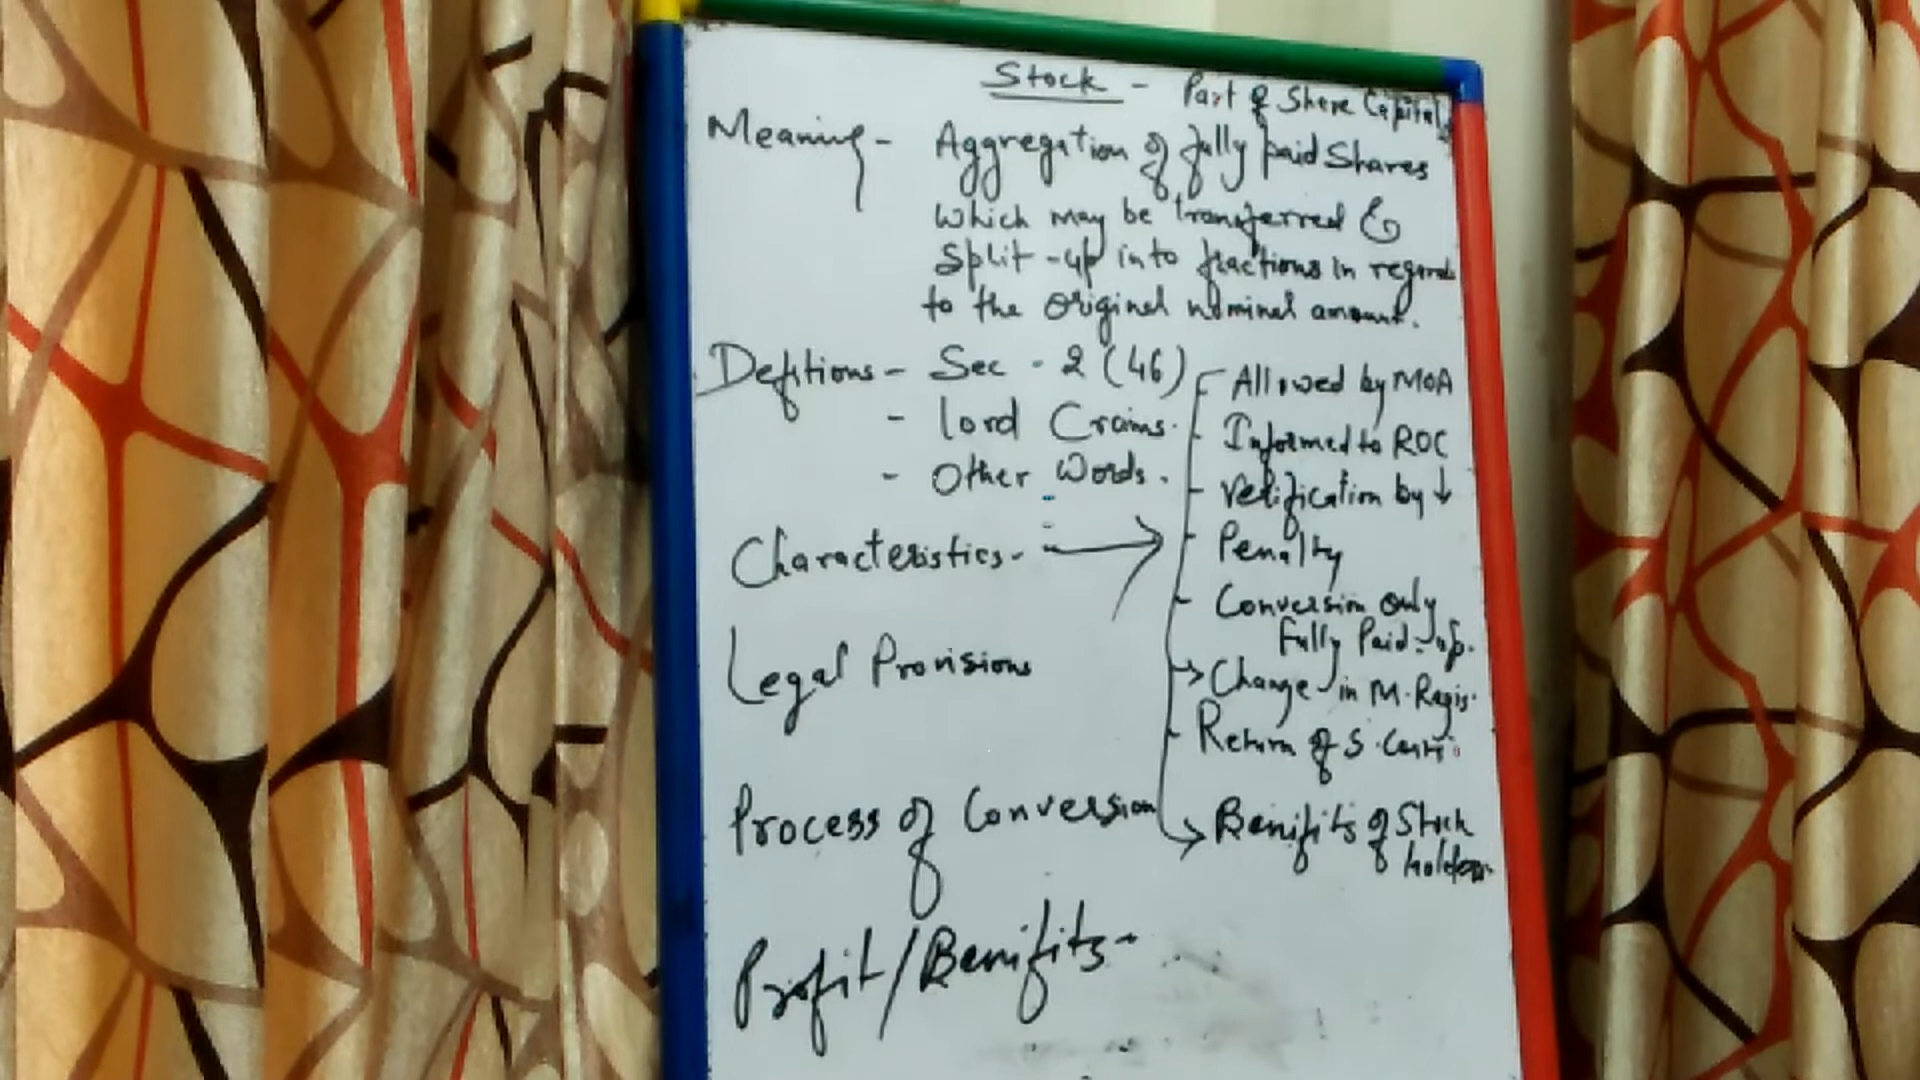 Stock - Part of Share Capital
Meaning - Aggregation of fully paid Shares
which may be transferred &
Split-up into fractions in regard
to the original nominal amount.
Defitions - Sec - 2 (46)
- Lord Crains.
- Other Words.
Characteristics -
Legal Provisions
Process of Conversion
Profit/Benifits -
- Allowed by MOA
- Informed to ROC
- Verification by ↓
- Penalty
- Conversion only
Fully Paid-up.
→ Change in M. Regis.
- Return of S. Certi.
→ Benifits of Stock
holders.